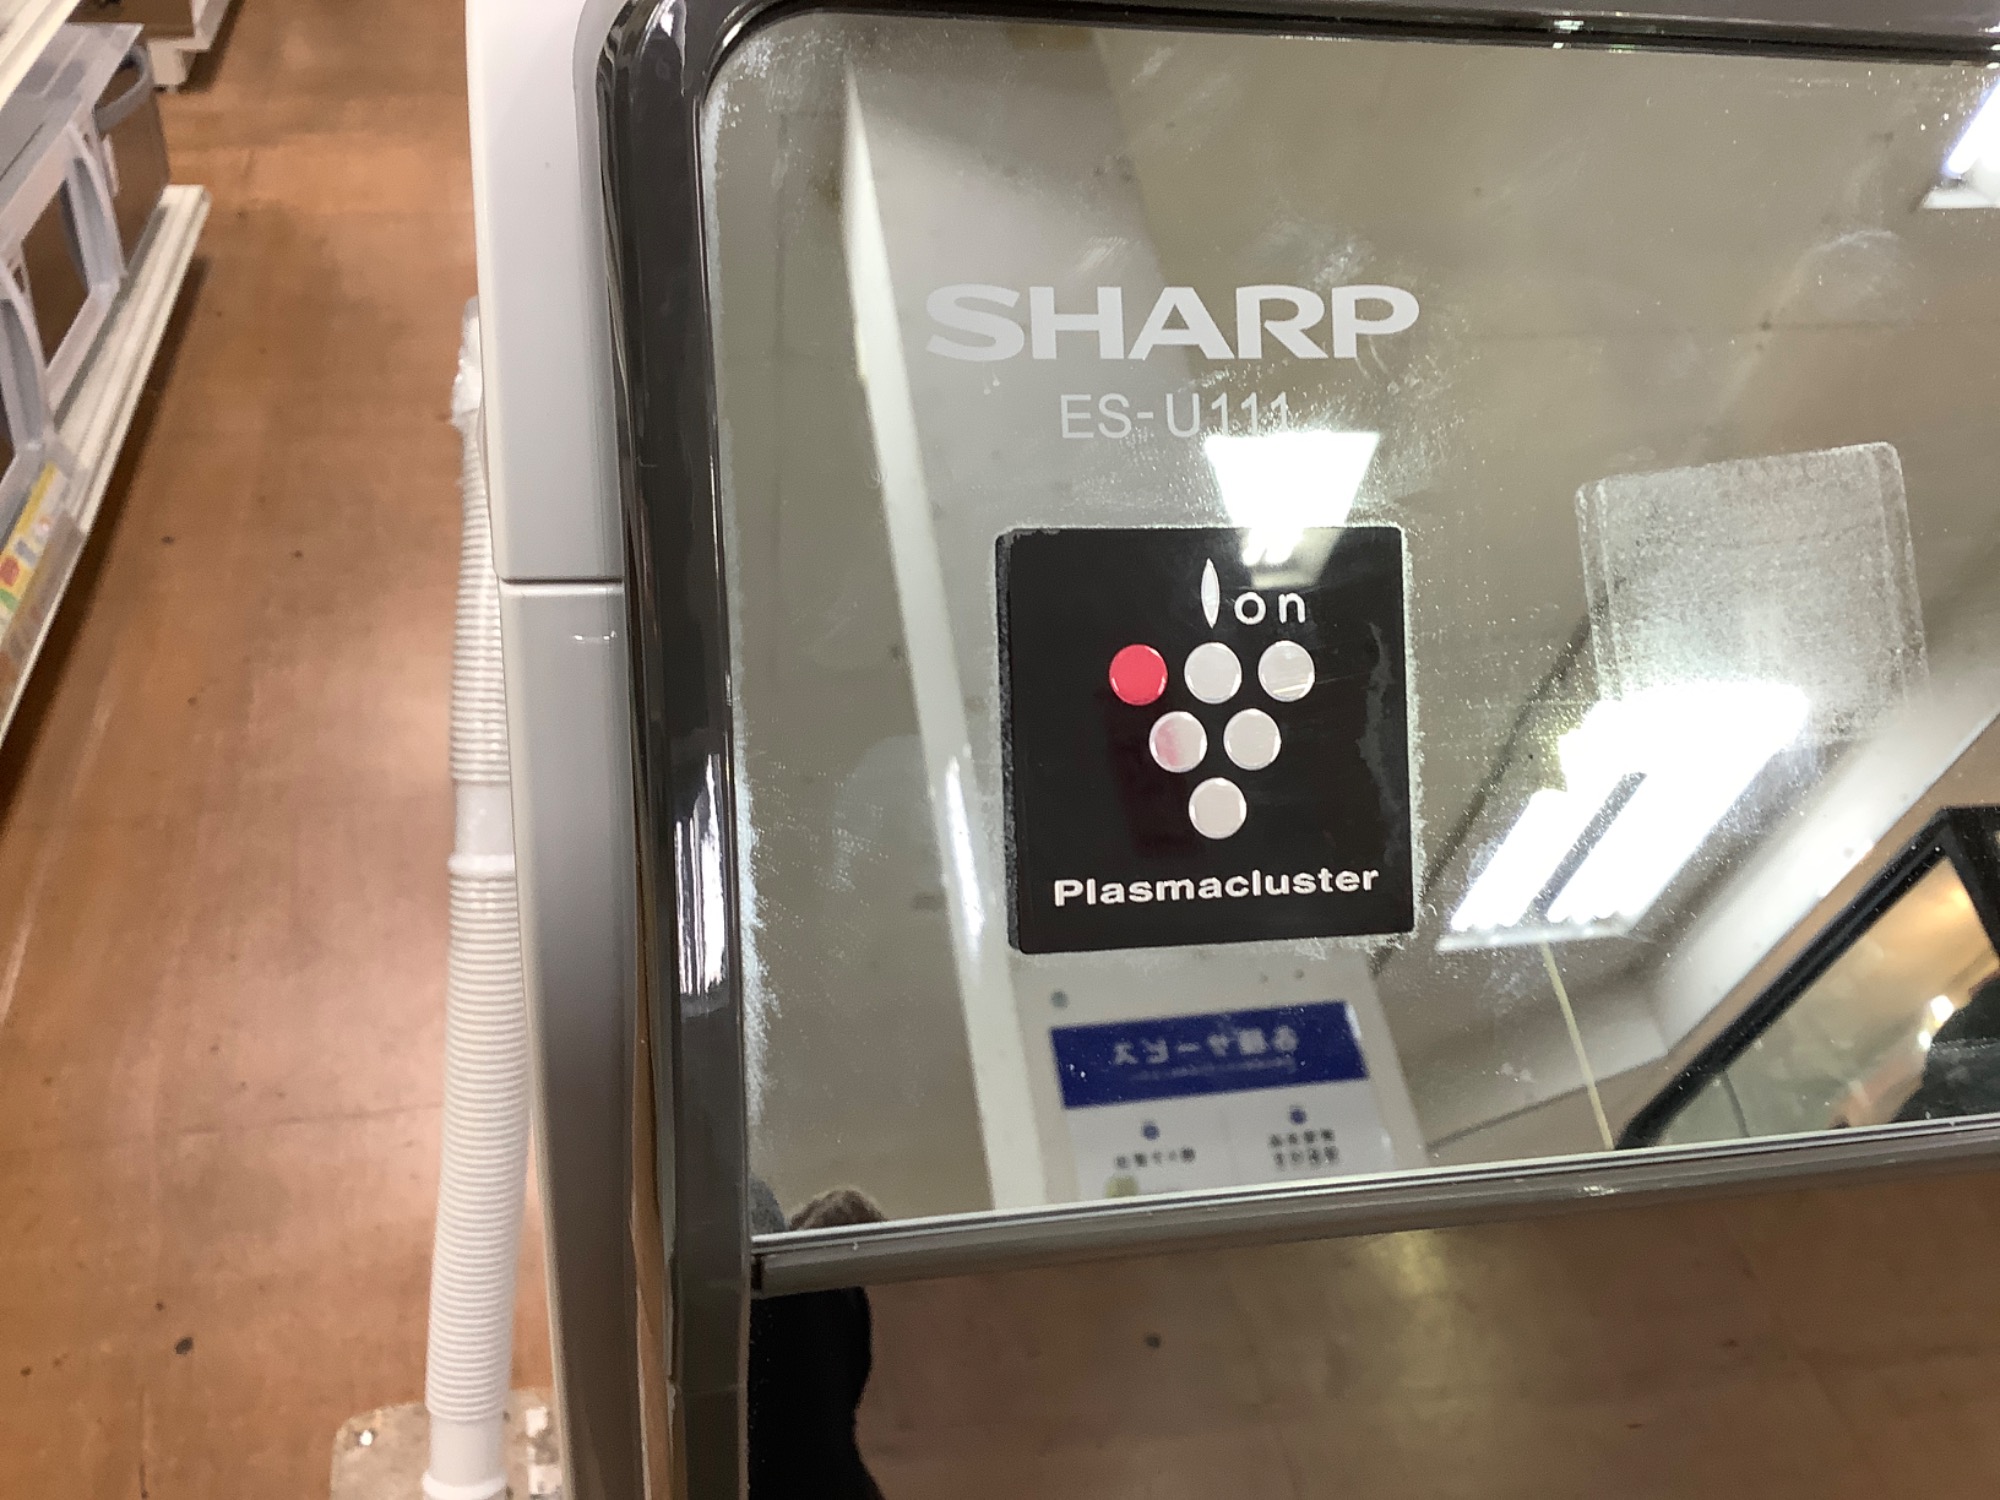 SHARP
ES-U111
Ion
Plasmacluster